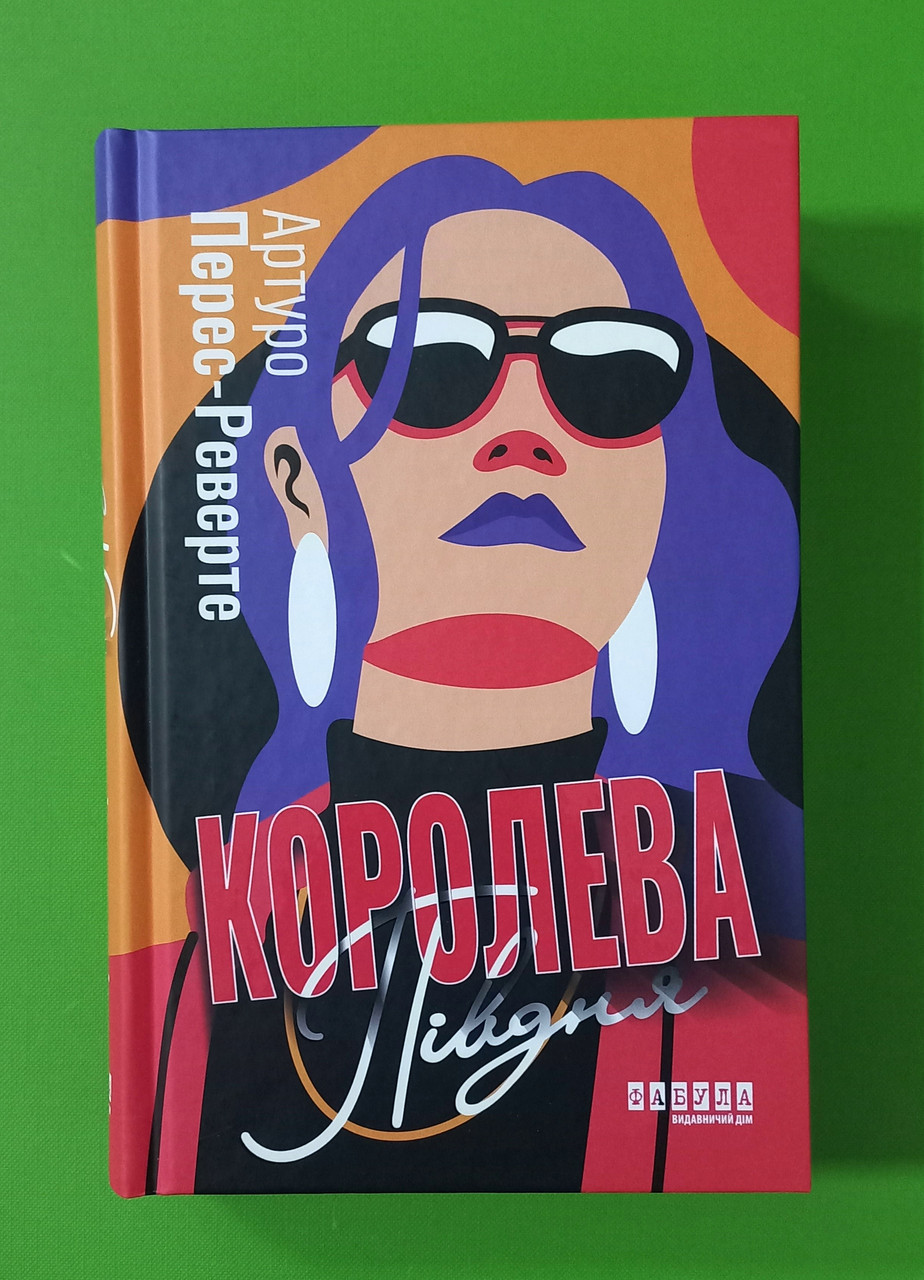 Артуро
Перес-Реверте
КОРОЛЕВА
Півдня
ФАБУЛА
ВИДАВНИЧИЙ ДІМ